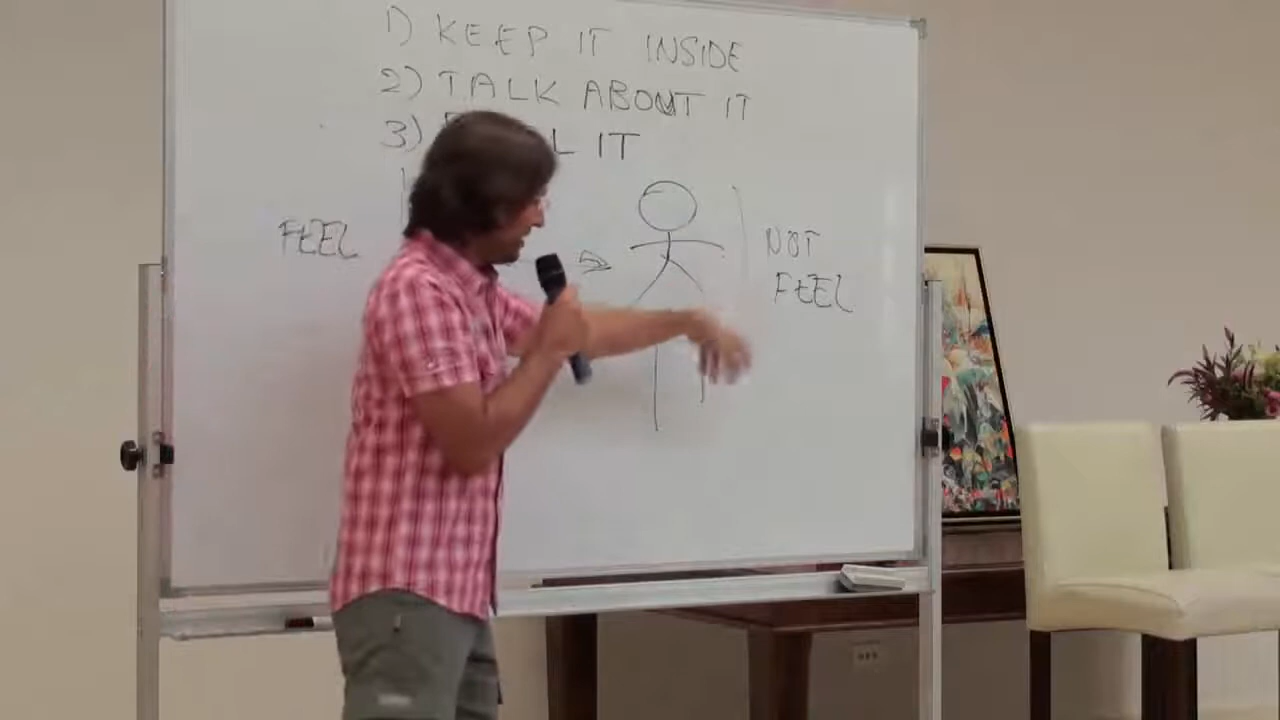 1) KEEP IT INSIDE
2) TALK ABOUT IT
3) IT
FEEL
NOT
FEEL